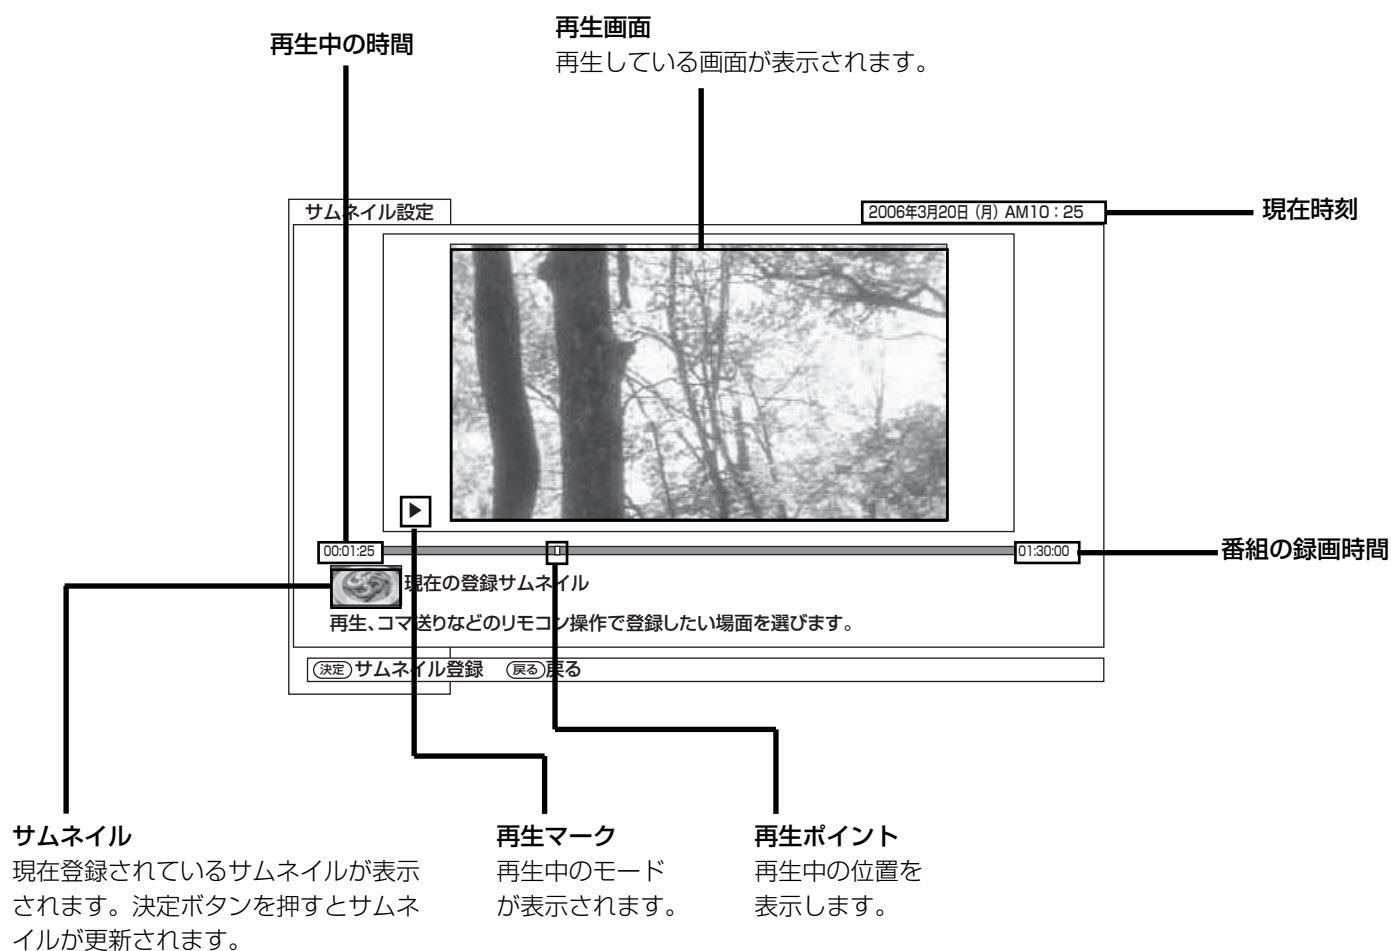 再生画面
再生している画面が表示されます。
再生中の時間
現在時刻
サムネイル設定
2006年3月20日 (月) AM10：25
00:01:25
01:30:00
番組の録画時間
現在の登録サムネイル
再生、コマ送りなどのリモコン操作で登録したい場面を選びます。
決定 サムネイル登録 戻る 戻る
サムネイル
現在登録されているサムネイルが表示
されます。決定ボタンを押すとサムネ
イルが更新されます。
再生マーク
再生中のモード
が表示されます。
再生ポイント
再生中の位置を
表示します。